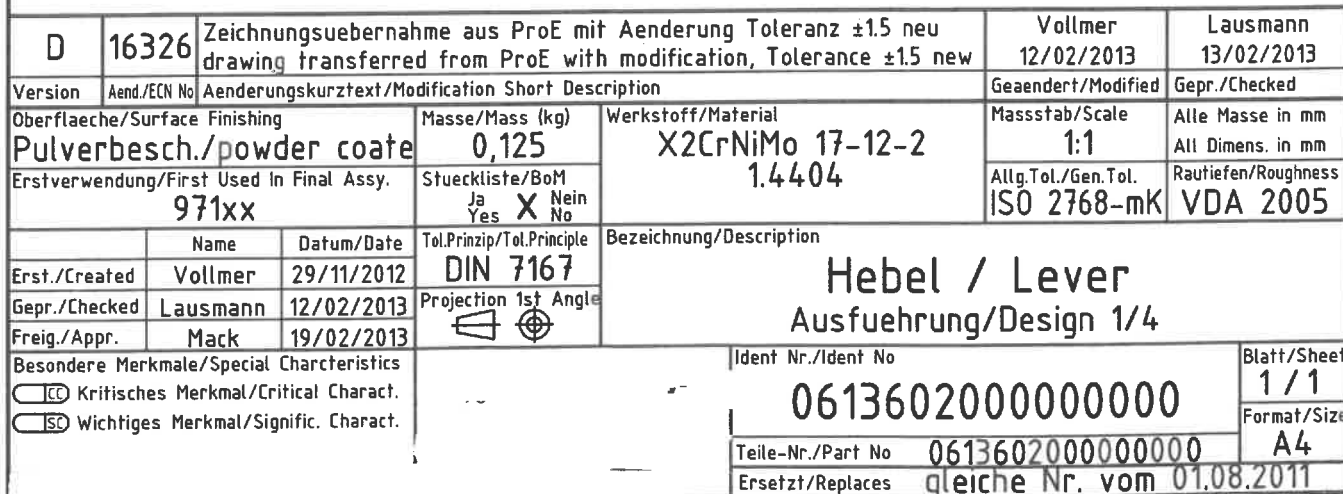 D 16326 Zeichnungsuebernahme aus ProE mit Aenderung Toleranz ±1.5 neu Vollmer Lausmann
drawing transferred from ProE with modification, Tolerance ±1.5 new 12/02/2013 13/02/2013
Version Aend./ECN No Aenderungskurztext/Modification Short Description Geaendert/Modified Gepr./Checked
Oberflaeche/Surface Finishing Masse/Mass (kg) Werkstoff/Material Massstab/Scale Alle Masse in mm
Pulverbesch./powder coate 0,125 X2CrNiMo 17-12-2 1:1 All Dimens. in mm
Erstverwendung/First Used In Final Assy. Stueckliste/BoM 1.4404 Allg.Tol./Gen.Tol. Rautiefen/Roughness
971xx Ja X Nein ISO 2768-mK VDA 2005
Yes No
Name Datum/Date Tol.Prinzip/Tol.Principle Bezeichnung/Description
Erst./Created Vollmer 29/11/2012 DIN 7167 Hebel / Lever
Gepr./Checked Lausmann 12/02/2013 Projection 1st Angle Ausfuehrung/Design 1/4
Freig./Appr. Mack 19/02/2013
Besondere Merkmale/Special Charcteristics Ident Nr./Ident No Blatt/Sheet
CC Kritisches Merkmal/Critical Charact. 0613602000000000 1 / 1
SC Wichtiges Merkmal/Signific. Charact. Format/Size
Teile-Nr./Part No 0613602000000000 A4
Ersetzt/Replaces gleiche Nr. vom 01.08.2011